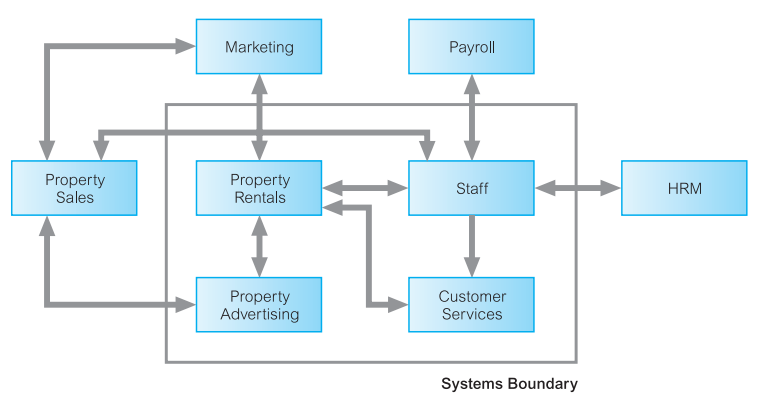 Marketing
Payroll
Property
Sales
Property
Rentals
Staff
HRM
Property
Advertising
Customer
Services
Systems Boundary